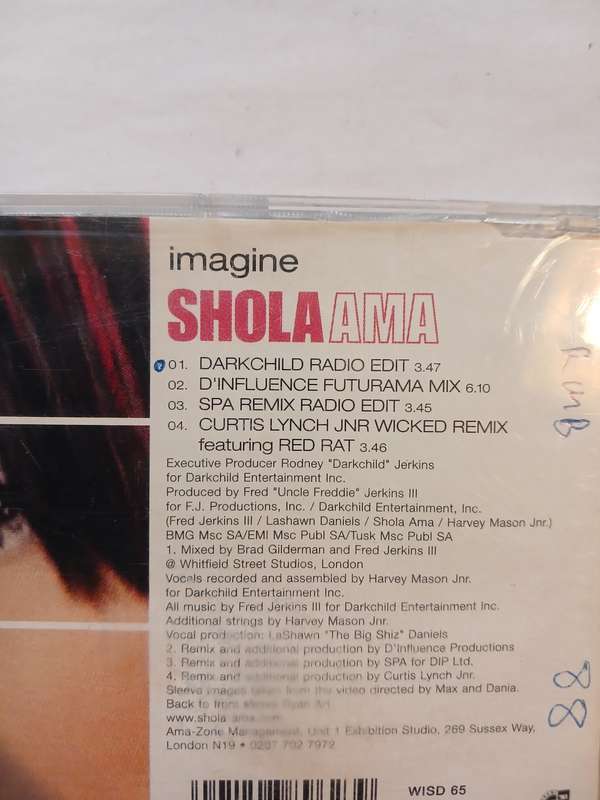 imagine
SHOLA AMA
01. DARKCHILD RADIO EDIT 3.47
02. D'INFLUENCE FUTURAMA MIX 6.10
03. SPA REMIX RADIO EDIT 3.45
04. CURTIS LYNCH JNR WICKED REMIX
featuring RED RAT 3.46
Executive Producer Rodney "Darkchild" Jerkins
for Darkchild Entertainment Inc.
Produced by Fred "Uncle Freddie" Jerkins III
for F.J. Productions, Inc. / Darkchild Entertainment, Inc.
(Fred Jerkins III / Lashawn Daniels / Shola Ama / Harvey Mason Jnr.)
BMG Msc SA/EMI Msc Publ SA/Tusk Msc Publ SA
1. Mixed by Brad Gilderman and Fred Jerkins III
@ Whitfield Street Studios, London
Vocals recorded and assembled by Harvey Mason Jnr.
for Darkchild Entertainment Inc.
All music by Fred Jerkins III for Darkchild Entertainment Inc.
Additional strings by Harvey Mason Jnr.
Vocal production: LaShawn "The Big Shiz" Daniels
2. Remix and additional production by D'Influence Productions
3. Remix and additional production by SPA for DIP Ltd.
4. Remix and additional production by Curtis Lynch Jnr.
Sleeve images taken from the video directed by Max and Dania.
Back to front
www.shola
Ama-Zone Management, Unit 1 Exhibition Studio, 269 Sussex Way,
London N19 •
WISD 65
RnB
88